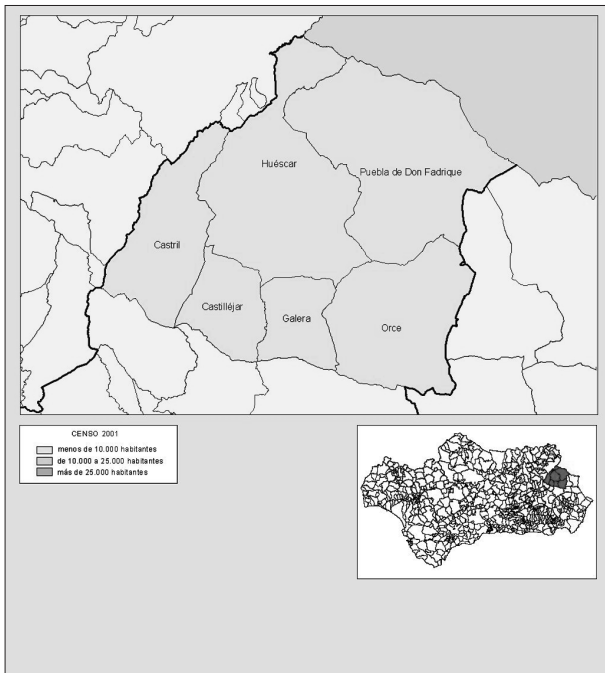 Huéscar
Puebla de Don Fadrique
Castril
Castilléjar
Galera
Orce
CENSO 2001
menos de 10.000 habitantes
de 10.000 a 25.000 habitantes
más de 25.000 habitantes